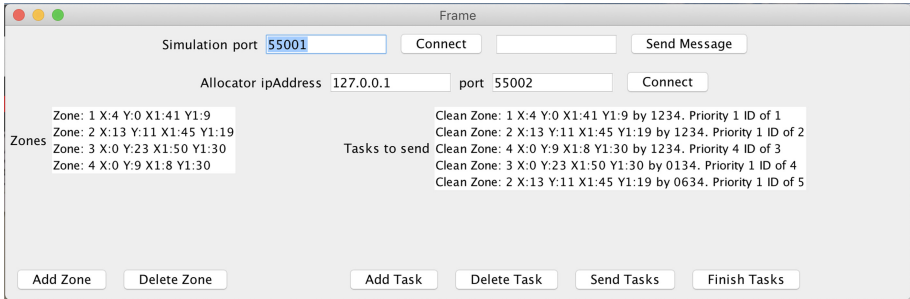 Frame
Simulation port 55001 Connect Send Message
Allocator ipAddress 127.0.0.1 port 55002 Connect
Zones
Zone: 1 X:4 Y:0 X1:41 Y1:9
Zone: 2 X:13 Y:11 X1:45 Y1:19
Zone: 3 X:0 Y:23 X1:50 Y1:30
Zone: 4 X:0 Y:9 X1:8 Y1:30
Tasks to send
Clean Zone: 1 X:4 Y:0 X1:41 Y1:9 by 1234. Priority 1 ID of 1
Clean Zone: 2 X:13 Y:11 X1:45 Y1:19 by 1234. Priority 1 ID of 2
Clean Zone: 4 X:0 Y:9 X1:8 Y1:30 by 1234. Priority 4 ID of 3
Clean Zone: 3 X:0 Y:23 X1:50 Y1:30 by 0134. Priority 1 ID of 4
Clean Zone: 2 X:13 Y:11 X1:45 Y1:19 by 0634. Priority 1 ID of 5
Add Zone Delete Zone Add Task Delete Task Send Tasks Finish Tasks